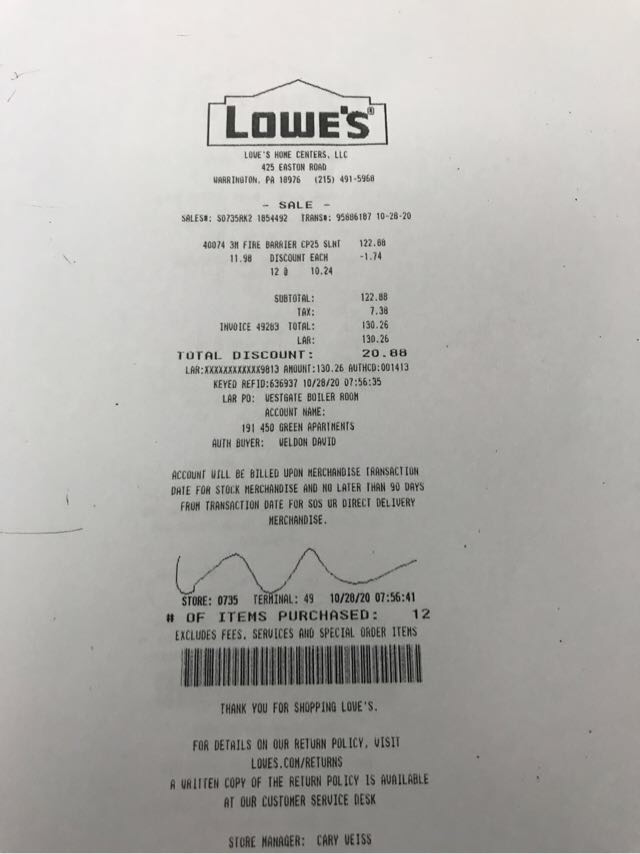 LOWE'S®
LOWE'S HOME CENTERS, LLC
425 EASTON ROAD
WARRINGTON, PA 18976 (215) 491-5968
- SALE -
SALES#: S0735RK2 1854492 TRANS#: 95886187 10-28-20
40074 3M FIRE BARRIER CP25 SLNT 122.88
11.98 DISCOUNT EACH -1.74
12 @ 10.24
SUBTOTAL: 122.88
TAX: 7.38
INVOICE 49283 TOTAL: 130.26
LAR: 130.26
TOTAL DISCOUNT: 20.88
LAR:XXXXXXXXXXXX9813 AMOUNT:130.26 AUTHCD:001413
KEYED REFID:636937 10/28/20 07:56:35
LAR PO: WESTGATE BOILER ROOM
ACCOUNT NAME:
191 450 GREEN APARTMENTS
AUTH BUYER: WELDON DAVID
ACCOUNT WILL BE BILLED UPON MERCHANDISE TRANSACTION
DATE FOR STOCK MERCHANDISE AND NO LATER THAN 90 DAYS
FROM TRANSACTION DATE FOR SOS OR DIRECT DELIVERY
MERCHANDISE.
STORE: 0735 TERMINAL: 49 10/28/20 07:56:41
# OF ITEMS PURCHASED: 12
EXCLUDES FEES, SERVICES AND SPECIAL ORDER ITEMS
THANK YOU FOR SHOPPING LOWE'S.
FOR DETAILS ON OUR RETURN POLICY, VISIT
LOWES.COM/RETURNS
A WRITTEN COPY OF THE RETURN POLICY IS AVAILABLE
AT OUR CUSTOMER SERVICE DESK
STORE MANAGER: CARY WEISS